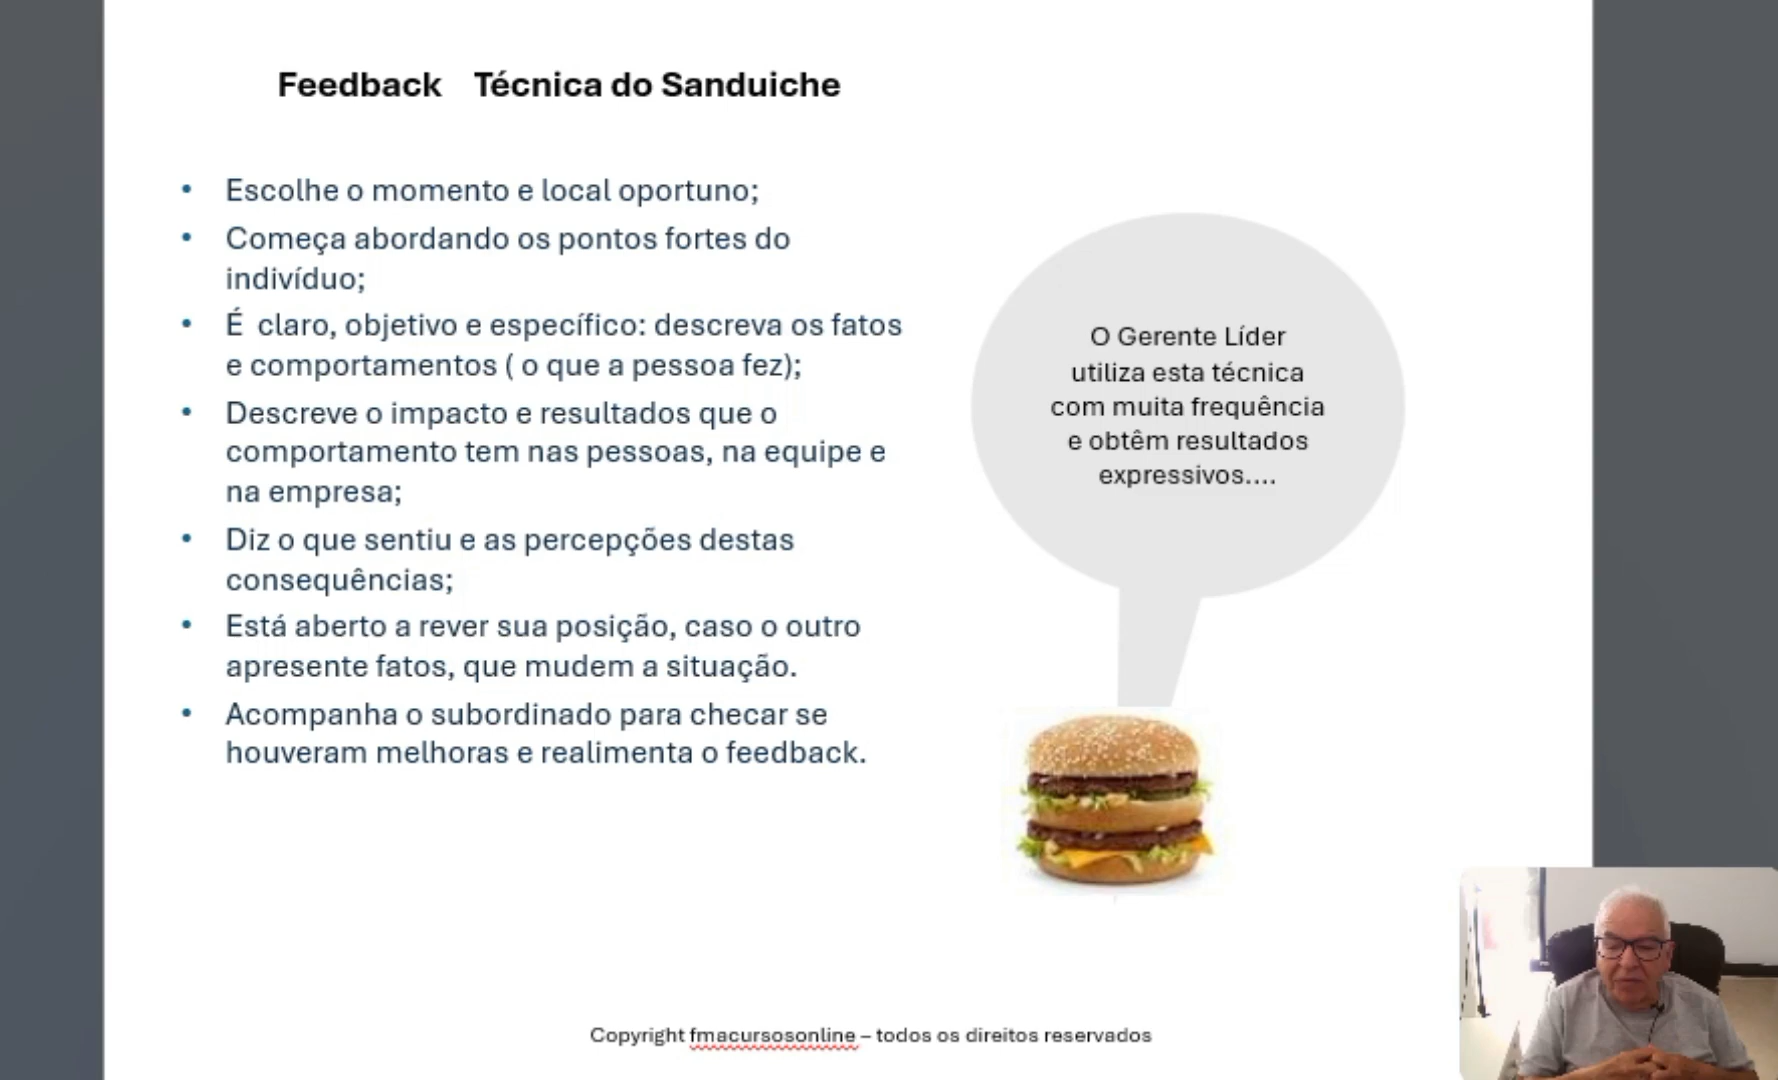 Feedback Técnica do Sanduiche
• Escolhe o momento e local oportuno;
• Começa abordando os pontos fortes do
indivíduo;
• É claro, objetivo e específico: descreva os fatos
e comportamentos ( o que a pessoa fez);
• Descreve o impacto e resultados que o
comportamento tem nas pessoas, na equipe e
na empresa;
• Diz o que sentiu e as percepções destas
consequências;
• Está aberto a rever sua posição, caso o outro
apresente fatos, que mudem a situação.
• Acompanha o subordinado para checar se
houveram melhoras e realimenta o feedback.
O Gerente Líder
utiliza esta técnica
com muita frequência
e obtêm resultados
expressivos....
Copyright fmacursosonline – todos os direitos reservados